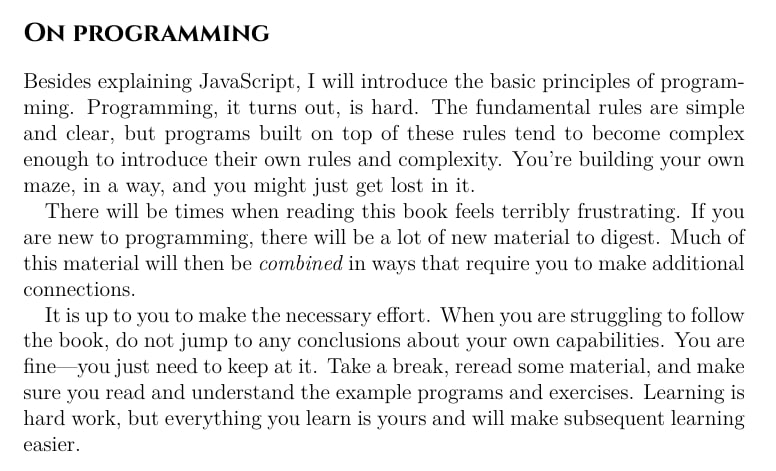 On programming
Besides explaining JavaScript, I will introduce the basic principles of program-
ming. Programming, it turns out, is hard. The fundamental rules are simple
and clear, but programs built on top of these rules tend to become complex
enough to introduce their own rules and complexity. You're building your own
maze, in a way, and you might just get lost in it.
There will be times when reading this book feels terribly frustrating. If you
are new to programming, there will be a lot of new material to digest. Much of
this material will then be combined in ways that require you to make additional
connections.
It is up to you to make the necessary effort. When you are struggling to follow
the book, do not jump to any conclusions about your own capabilities. You are
fine—you just need to keep at it. Take a break, reread some material, and make
sure you read and understand the example programs and exercises. Learning is
hard work, but everything you learn is yours and will make subsequent learning
easier.